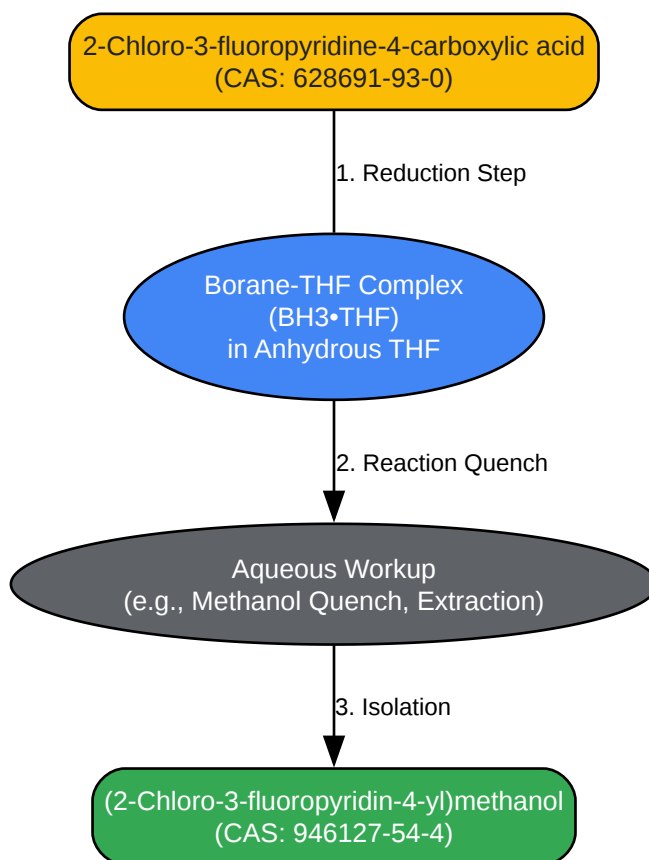 2-Chloro-3-fluoropyridine-4-carboxylic acid
(CAS: 628691-93-0)
1. Reduction Step
Borane-THF Complex
(BH3•THF)
in Anhydrous THF
2. Reaction Quench
Aqueous Workup
(e.g., Methanol Quench, Extraction)
3. Isolation
(2-Chloro-3-fluoropyridin-4-yl)methanol
(CAS: 946127-54-4)